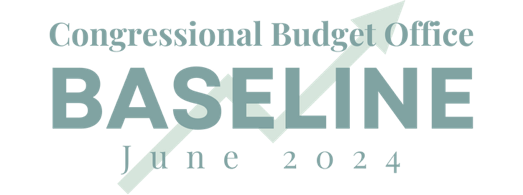 Congressional Budget Office
BASELINE
June 2024